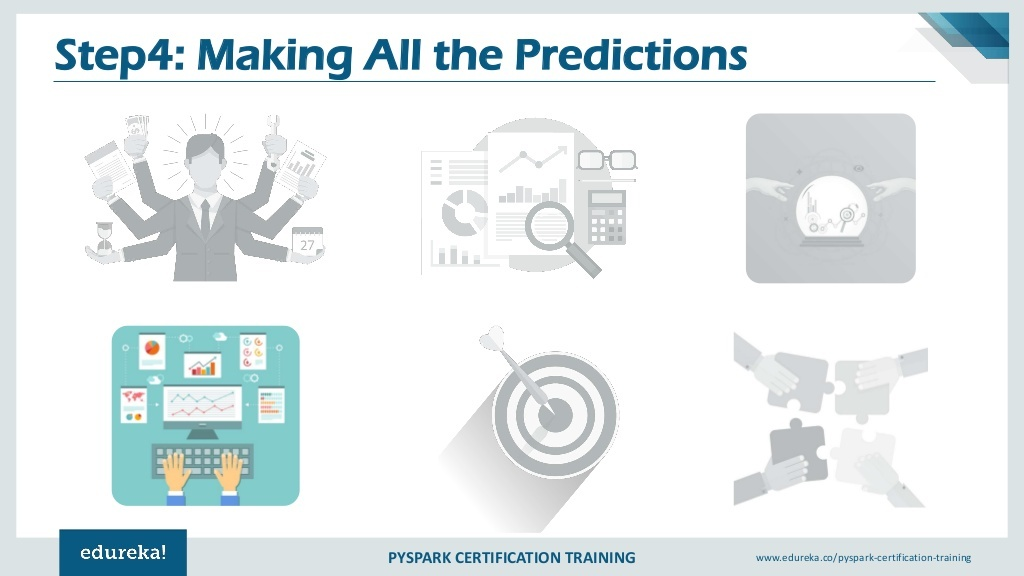 Step4: Making All the Predictions
27
edureka!
PYSPARK CERTIFICATION TRAINING
www.edureka.co/pyspark-certification-training